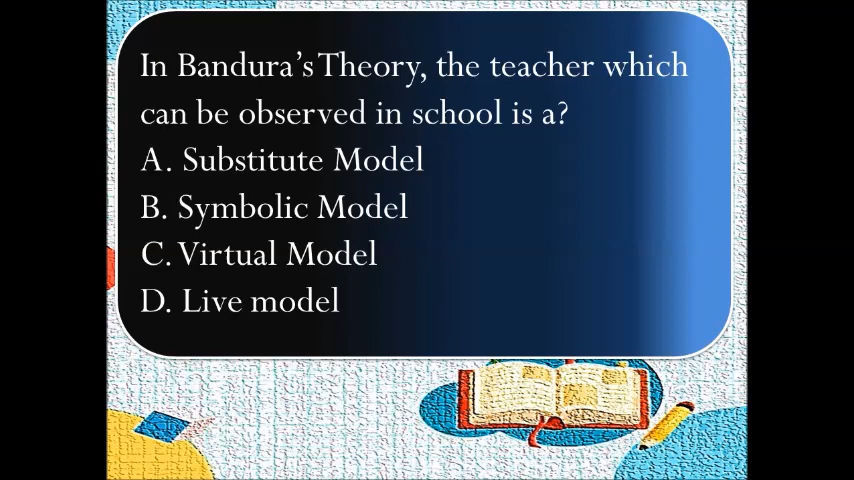 In Bandura's Theory, the teacher which
can be observed in school is a?
A. Substitute Model
B. Symbolic Model
C. Virtual Model
D. Live model